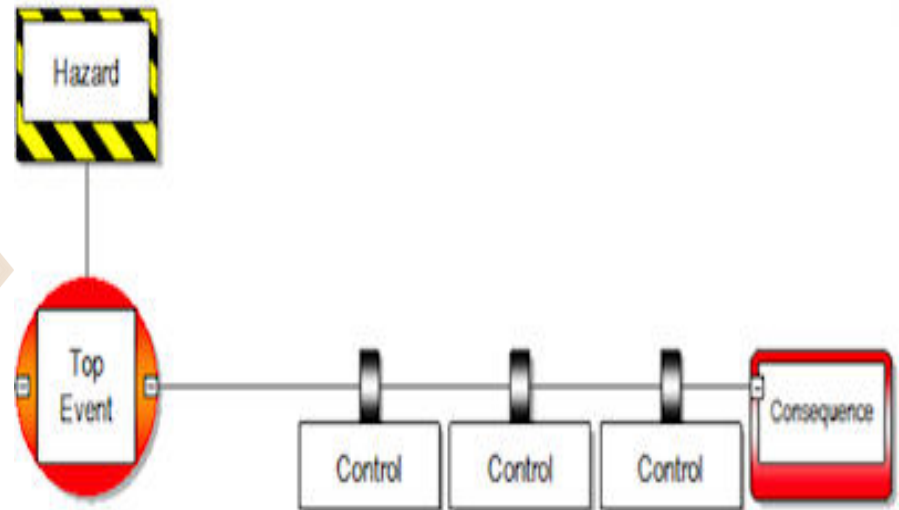 Hazard
Top
Event
Control
Control
Control
Consequence